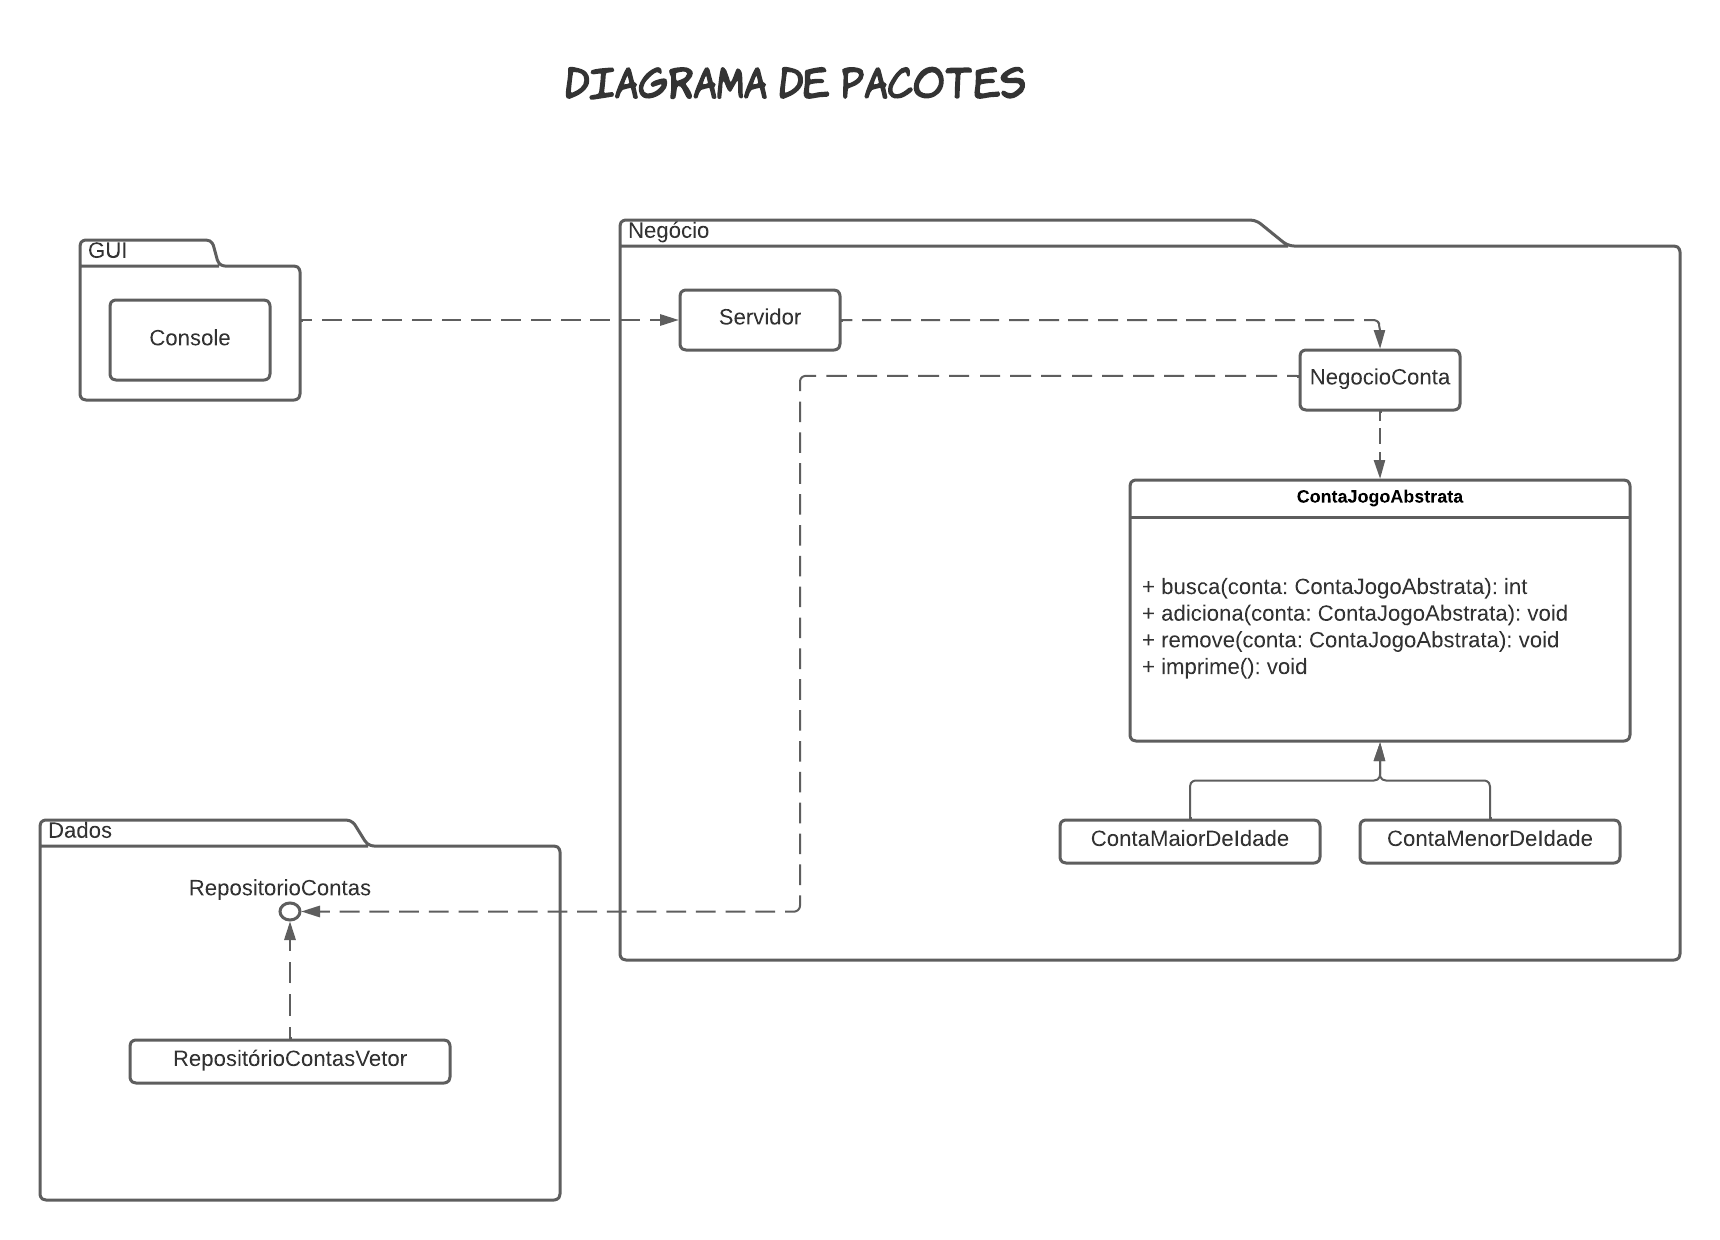 DIAGRAMA DE PACOTES
GUI
Console
Negócio
Servidor
NegocioConta
ContaJogoAbstrata
+ busca(conta: ContaJogoAbstrata): int
+ adiciona(conta: ContaJogoAbstrata): void
+ remove(conta: ContaJogoAbstrata): void
+ imprime(): void
ContaMaiorDeIdade
ContaMenorDeIdade
Dados
RepositorioContas
RepositórioContasVetor